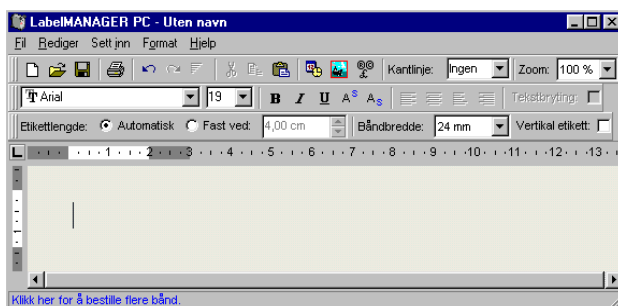 LabelMANAGER PC - Uten navn
Fil Rediger Sett inn Format Hjelp
Kantlinje: Ingen Zoom: 100 %
Arial 19 B I U A S A S Tekstbryting:
Etikettlengde: Automatisk Fast ved: 4,00 cm Båndbredde: 24 mm Vertikal etikett:
L 1 2 3 4 5 6 7 8 9 10 11 12 13
1
Klikk her for å bestille flere bånd.